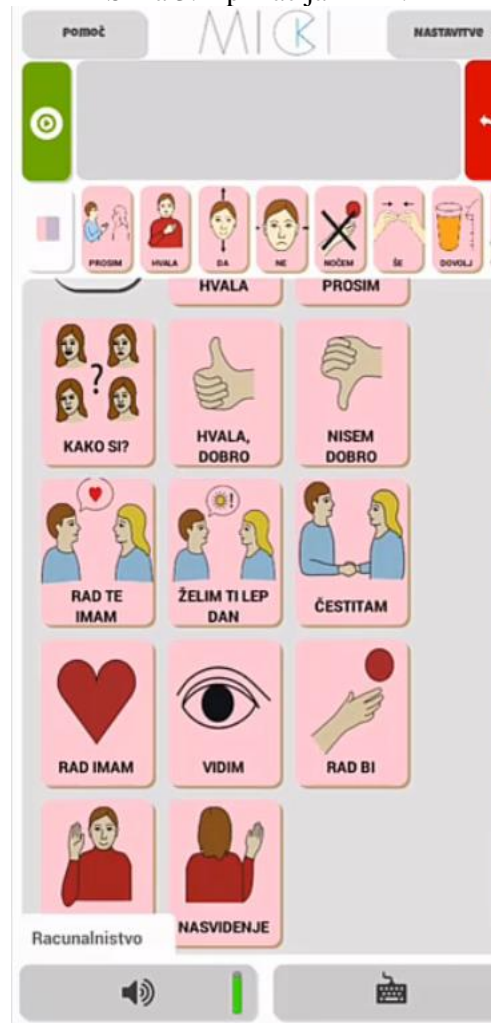 POMOČ
MICKI
NASTAVITVE
PROSIM
HVALA
DA
NE
NOČEM
ŠE
DOVOLJ
HVALA
PROSIM
?
KAKO SI?
HVALA,
DOBRO
NISEM
DOBRO
!
RAD TE
IMAM
ŽELIM TI LEP
DAN
ČESTITAM
RAD IMAM
VIDIM
RAD BI
NASVIDENJE
Racunalnistvo